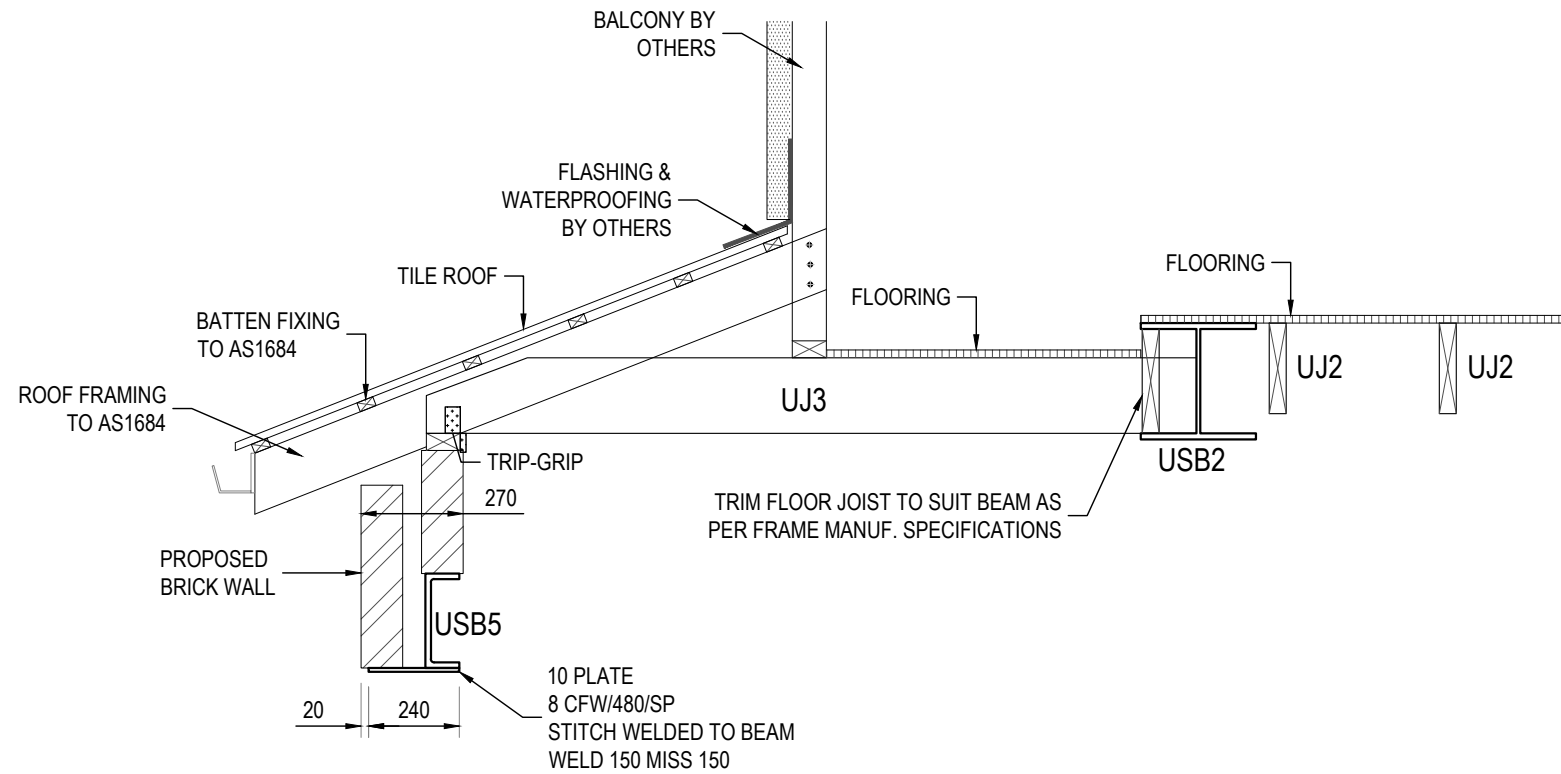 BALCONY BY
OTHERS
FLASHING &
WATERPROOFING
BY OTHERS
TILE ROOF
FLOORING
FLOORING
BATTEN FIXING
TO AS1684
ROOF FRAMING
TO AS1684
UJ2
UJ2
UJ3
USB2
TRIP-GRIP
270
TRIM FLOOR JOIST TO SUIT BEAM AS
PER FRAME MANUF. SPECIFICATIONS
PROPOSED
BRICK WALL
USB5
10 PLATE
8 CFW/480/SP
STITCH WELDED TO BEAM
WELD 150 MISS 150
20
240